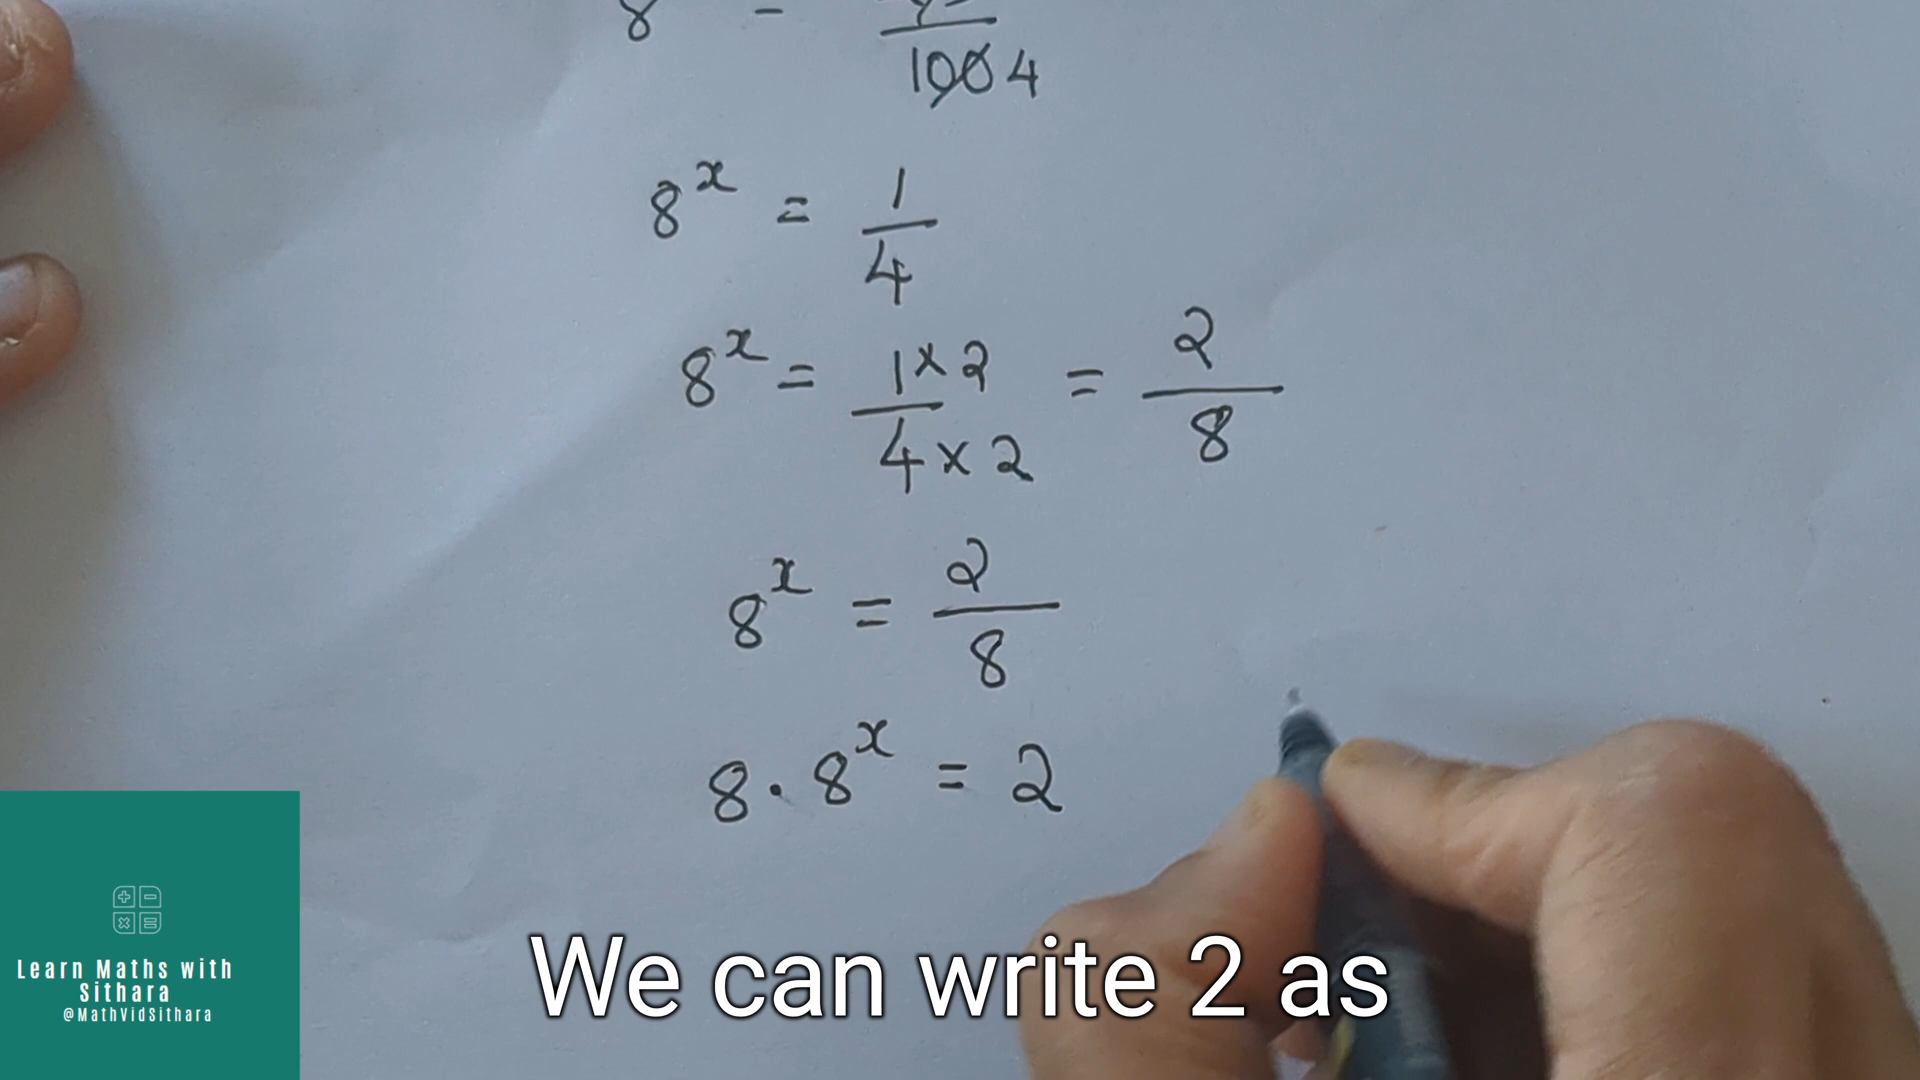 8 =
1004
8^x = 1/4
8^x = 1×2/4×2 = 2/8
8^x = 2/8
8 · 8^x = 2
Learn Maths with
Sithara
@MathVidSithara
We can write 2 as